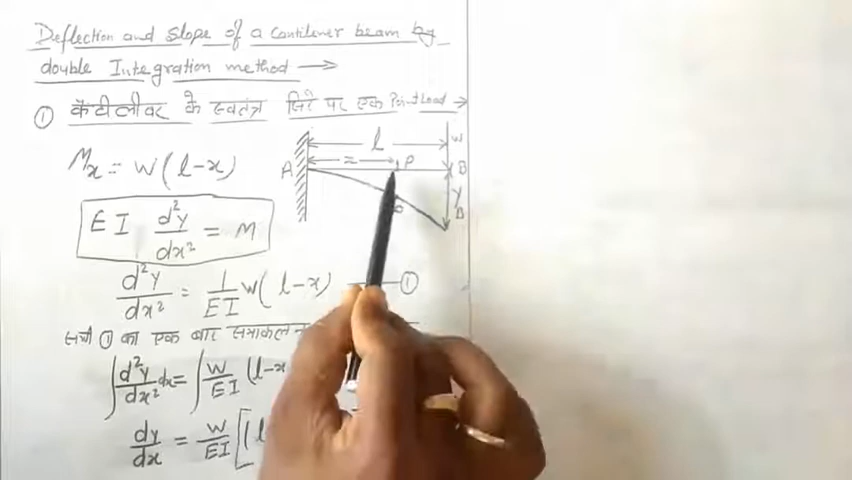 Deflection and slope of a Cantilever beam by
double Integration method →
① केंटीलीवर के स्वतंत्र सिरे पर एक Point Load →
Mx = W(l-x)
l
W
x
P
A
B
y
B
EI d²y/dx² = M
d²y/dx² = 1/EI W(l-x) — ①
समी ① का एक बार समाकलन
∫ d²y/dx² dx = ∫ W/EI (l-x
dy/dx = W/EI [(l